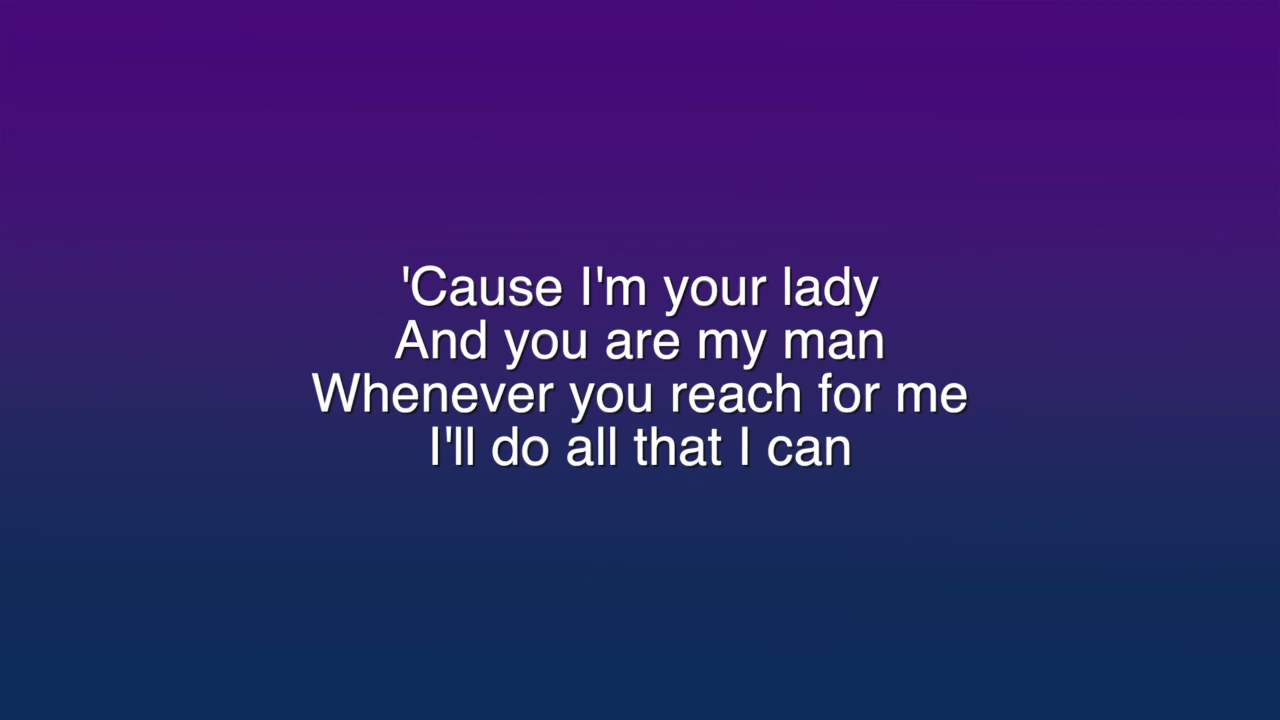 'Cause I'm your lady
And you are my man
Whenever you reach for me
I'll do all that I can